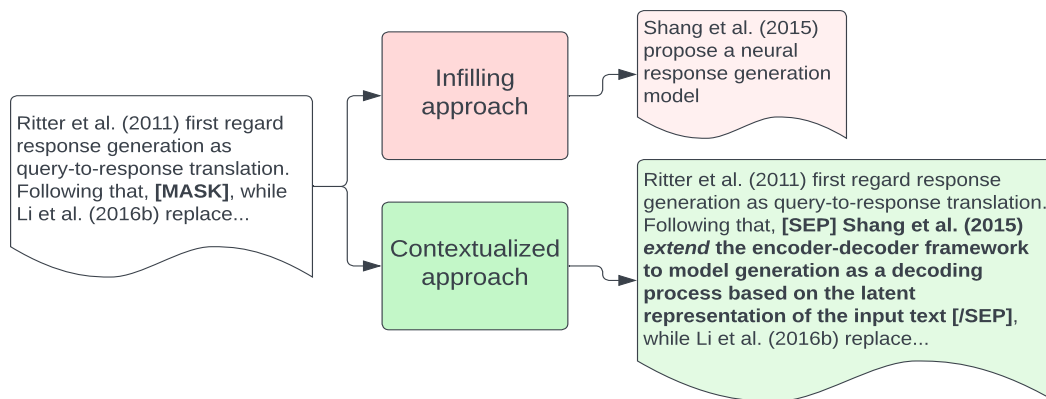 Ritter et al. (2011) first regard
response generation as
query-to-response translation.
Following that, [MASK], while
Li et al. (2016b) replace...
Infilling
approach
Contextualized
approach
Shang et al. (2015)
propose a neural
response generation
model
Ritter et al. (2011) first regard response
generation as query-to-response translation.
Following that, [SEP] Shang et al. (2015)
extend the encoder-decoder framework
to model generation as a decoding
process based on the latent
representation of the input text [/SEP],
while Li et al. (2016b) replace...